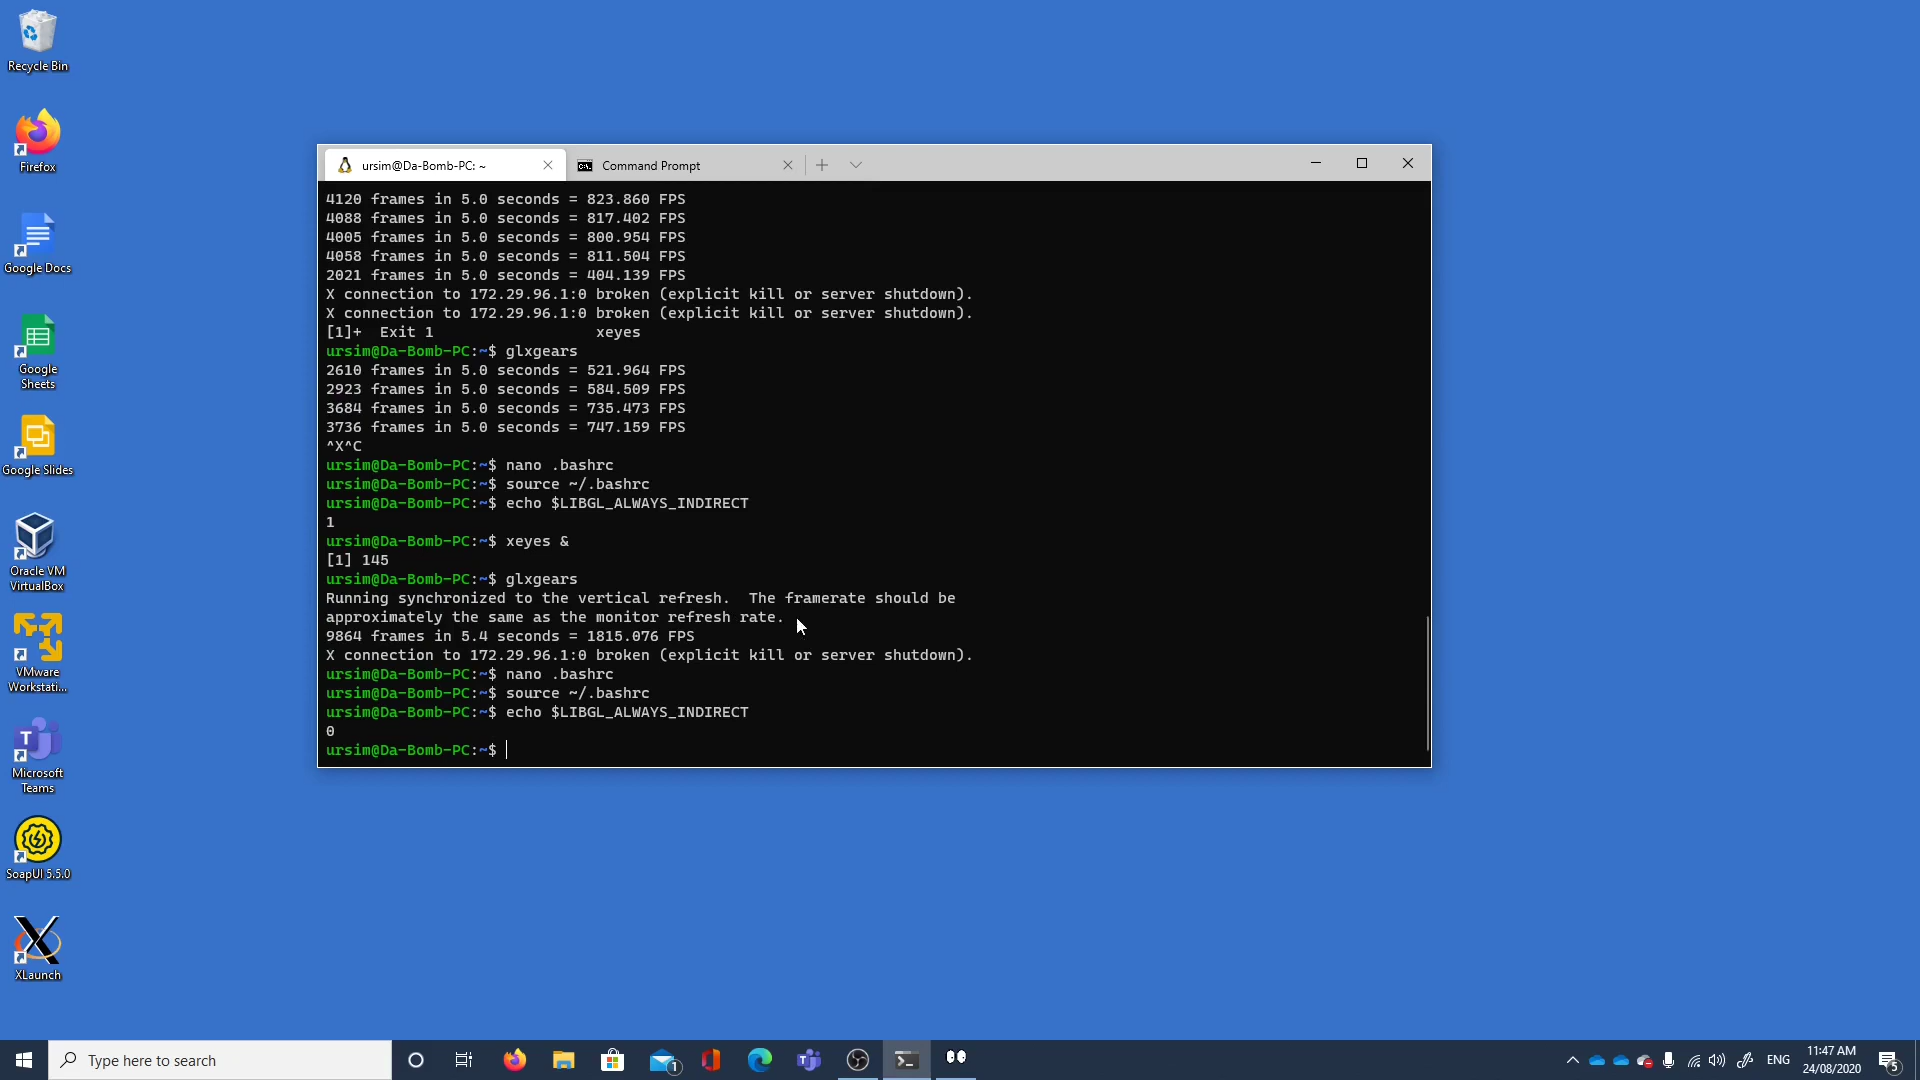 Recycle Bin
Firefox
Google Docs
Google
Sheets
Google Slides
Oracle VM
VirtualBox
VMware
Workstati...
Microsoft
Teams
SoapUI 5.5.0
XLaunch
ursim@Da-Bomb-PC: ~
Command Prompt
4120 frames in 5.0 seconds = 823.860 FPS
4088 frames in 5.0 seconds = 817.402 FPS
4005 frames in 5.0 seconds = 800.954 FPS
4058 frames in 5.0 seconds = 811.504 FPS
2021 frames in 5.0 seconds = 404.139 FPS
X connection to 172.29.96.1:0 broken (explicit kill or server shutdown).
X connection to 172.29.96.1:0 broken (explicit kill or server shutdown).
[1]+  Exit 1                  xeyes
ursim@Da-Bomb-PC:~$ glxgears
2610 frames in 5.0 seconds = 521.964 FPS
2923 frames in 5.0 seconds = 584.509 FPS
3684 frames in 5.0 seconds = 735.473 FPS
3736 frames in 5.0 seconds = 747.159 FPS
^X^C
ursim@Da-Bomb-PC:~$ nano .bashrc
ursim@Da-Bomb-PC:~$ source ~/.bashrc
ursim@Da-Bomb-PC:~$ echo $LIBGL_ALWAYS_INDIRECT
1
ursim@Da-Bomb-PC:~$ xeyes &
[1] 145
ursim@Da-Bomb-PC:~$ glxgears
Running synchronized to the vertical refresh.  The framerate should be
approximately the same as the monitor refresh rate.
9864 frames in 5.4 seconds = 1815.076 FPS
X connection to 172.29.96.1:0 broken (explicit kill or server shutdown).
ursim@Da-Bomb-PC:~$ nano .bashrc
ursim@Da-Bomb-PC:~$ source ~/.bashrc
ursim@Da-Bomb-PC:~$ echo $LIBGL_ALWAYS_INDIRECT
0
ursim@Da-Bomb-PC:~$
Type here to search
1
ENG
11:47 AM
24/08/2020
5